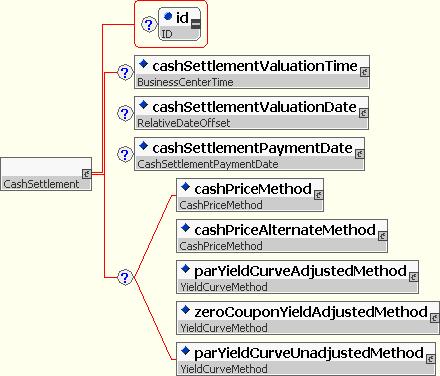 id
ID
cashSettlementValuationTime
BusinessCenterTime
cashSettlementValuationDate
RelativeDateOffset
cashSettlementPaymentDate
CashSettlementPaymentDate
CashSettlement
cashPriceMethod
CashPriceMethod
cashPriceAlternateMethod
CashPriceMethod
parYieldCurveAdjustedMethod
YieldCurveMethod
zeroCouponYieldAdjustedMethod
YieldCurveMethod
parYieldCurveUnadjustedMethod
YieldCurveMethod